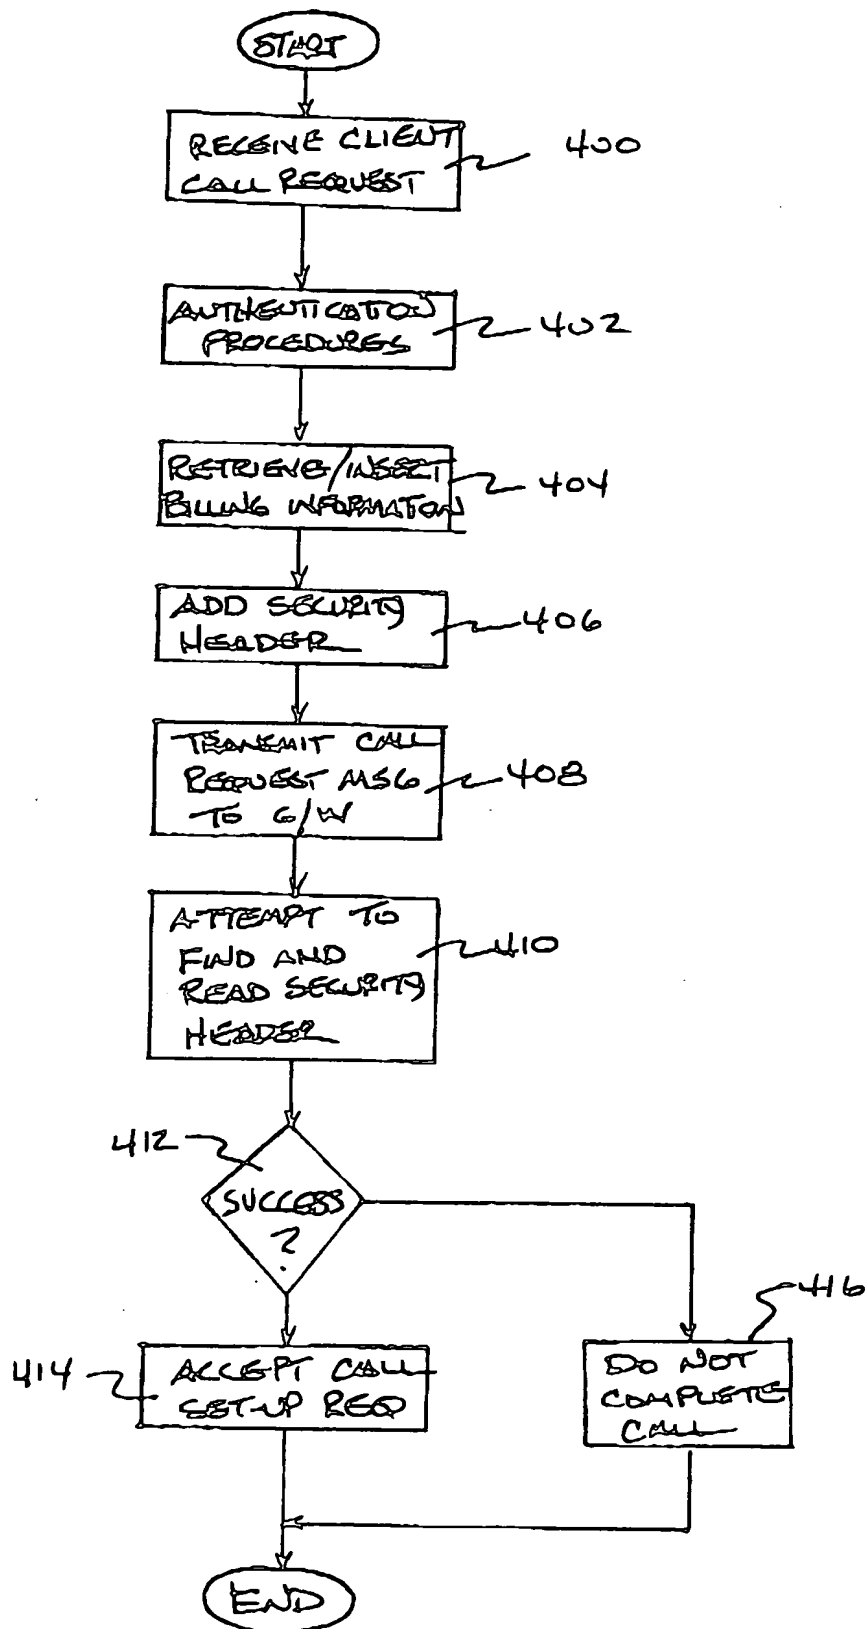 START
RECEIVE CLIENT
CALL REQUEST
400
AUTHENTICATION
PROCEDURES
402
RETRIEVE/INSERT
BILLING INFORMATION
404
ADD SECURITY
HEADER
406
TRANSMIT CALL
REQUEST MSG
TO G/W
408
ATTEMPT TO
FIND AND
READ SECURITY
HEADER
410
412
SUCCESS
?
414
ACCEPT CALL
SET-UP REQ
416
DO NOT
COMPLETE
CALL
END